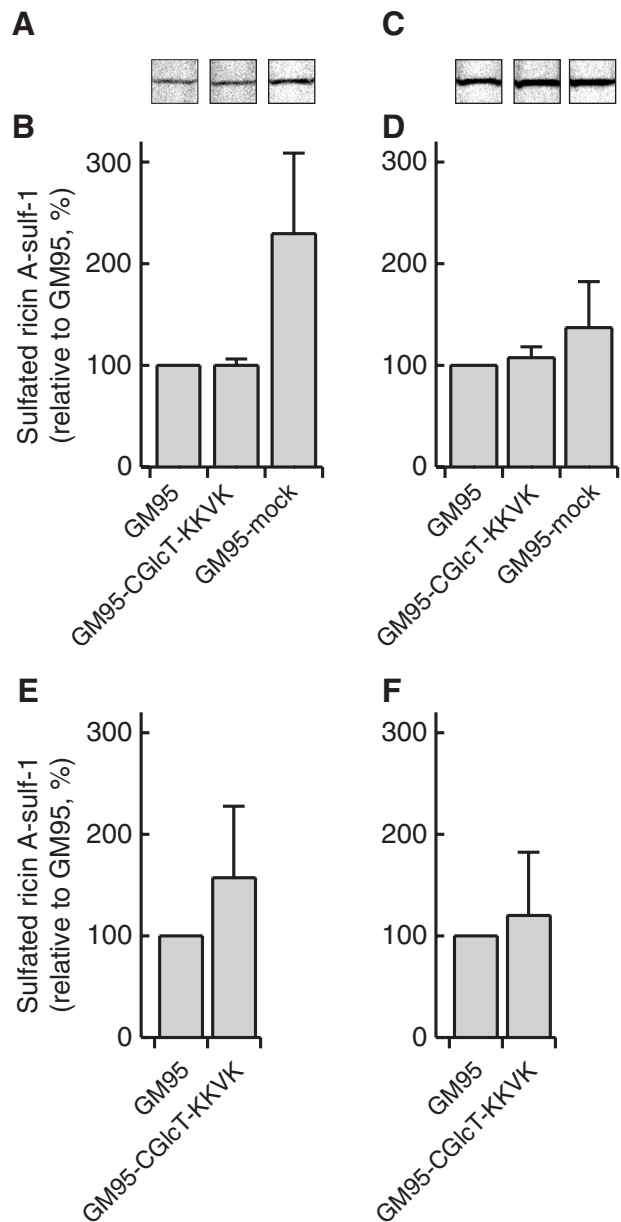 A
C
B
D
Sulfated ricin A-sulf-1
(relative to GM95, %)
300
200
100
0
GM95
GM95-CGlcT-KKVK
GM95-mock
300
200
100
0
GM95
GM95-CGlcT-KKVK
GM95-mock
E
F
Sulfated ricin A-sulf-1
(relative to GM95, %)
300
200
100
0
GM95
GM95-CGlcT-KKVK
300
200
100
0
GM95
GM95-CGlcT-KKVK